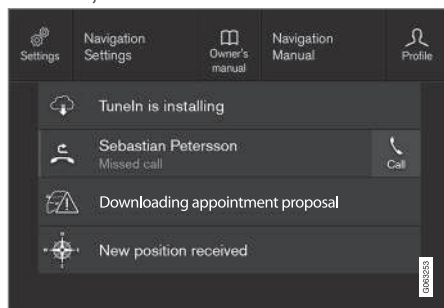 Settings
Navigation
Settings
Owner's
manual
Navigation
Manual
Profile
TuneIn is installing
Sebastian Petersson
Missed call
Call
Downloading appointment proposal
New position received
G063253